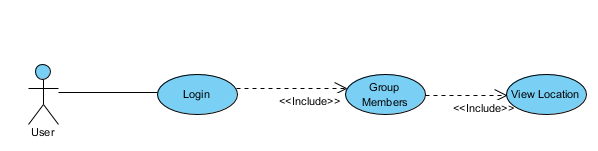 User
Login
<<Include>>
Group
Members
<<Include>>
View Location